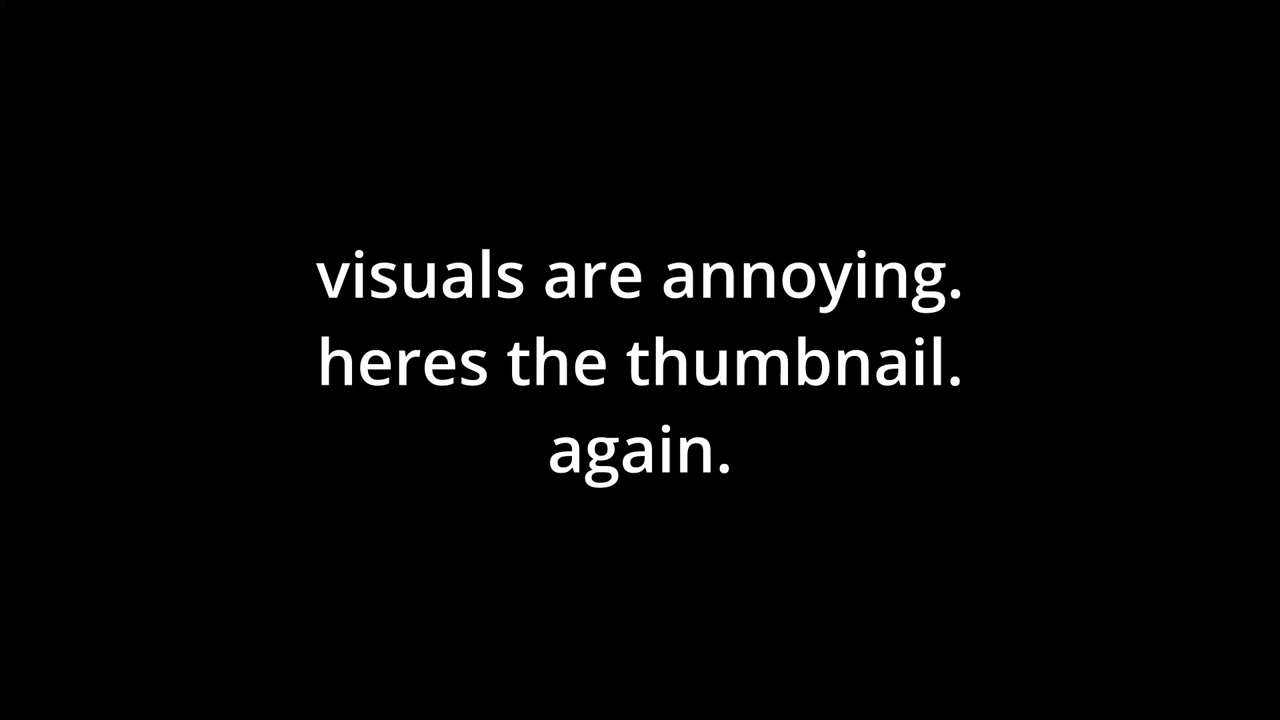 visuals are annoying.
heres the thumbnail.
again.